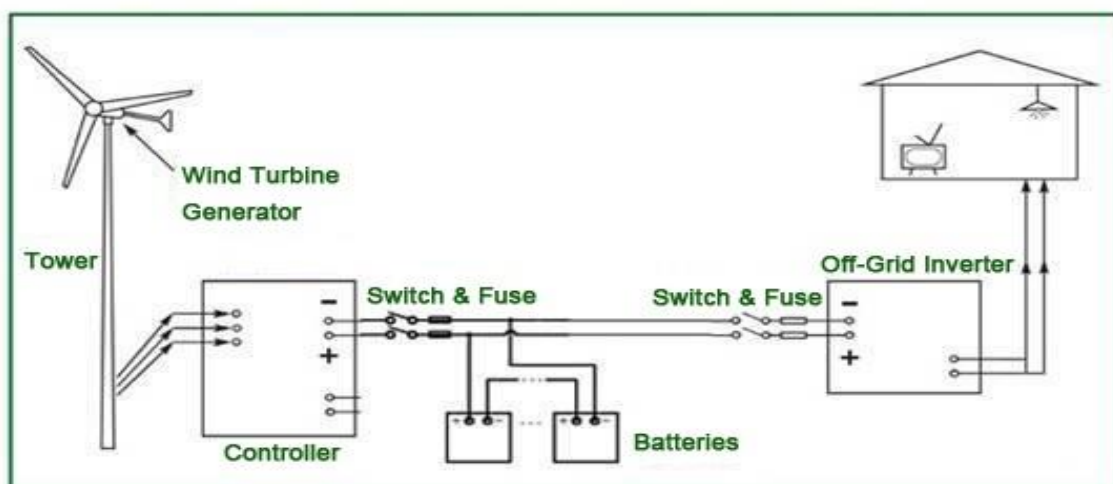 Wind Turbine
Generator
Tower
Off-Grid Inverter
Switch & Fuse
Switch & Fuse
-
+
-
+
+ - + -
Batteries
Controller